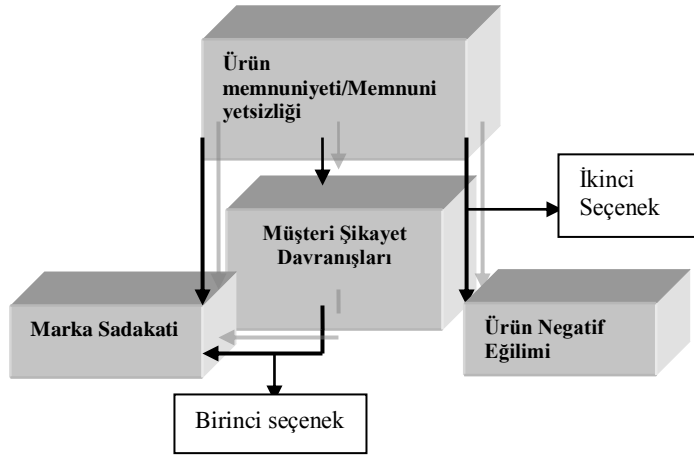 Ürün
memnuniyeti/Memnuni
yetsizliği
İkinci
Seçenek
Müşteri Şikayet
Davranışları
Marka Sadakati
Ürün Negatif
Eğilimi
Birinci seçenek